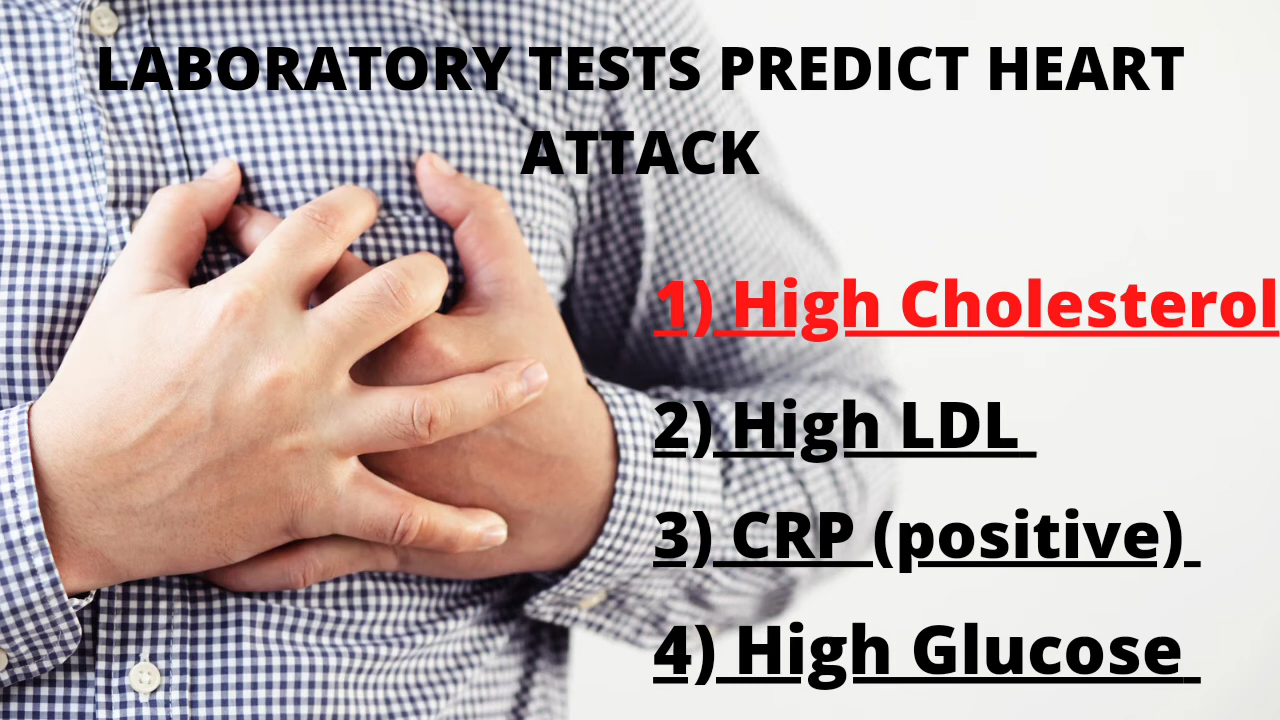 LABORATORY TESTS PREDICT HEART
ATTACK
1) High Cholesterol
2) High LDL
3) CRP (positive)
4) High Glucose